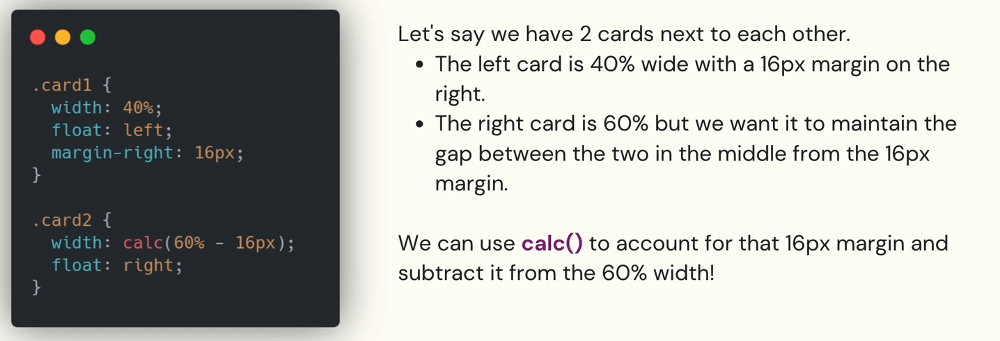 .card1 {
  width: 40%;
  float: left;
  margin-right: 16px;
}

.card2 {
  width: calc(60% - 16px);
  float: right;
}

Let's say we have 2 cards next to each other.
• The left card is 40% wide with a 16px margin on the
right.
• The right card is 60% but we want it to maintain the
gap between the two in the middle from the 16px
margin.

We can use calc() to account for that 16px margin and
subtract it from the 60% width!